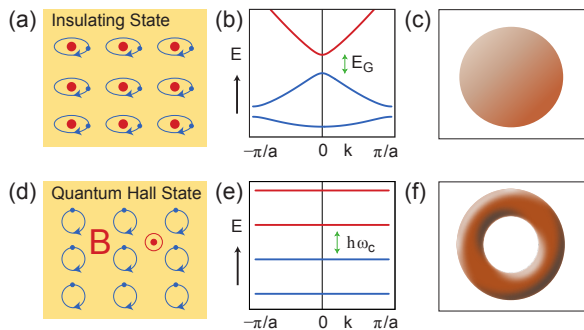 (a) Insulating State
(b)
E
E_G
−π/a 0 k π/a
(c)
(d) Quantum Hall State
B
(e)
E
hω_c
−π/a 0 k π/a
(f)